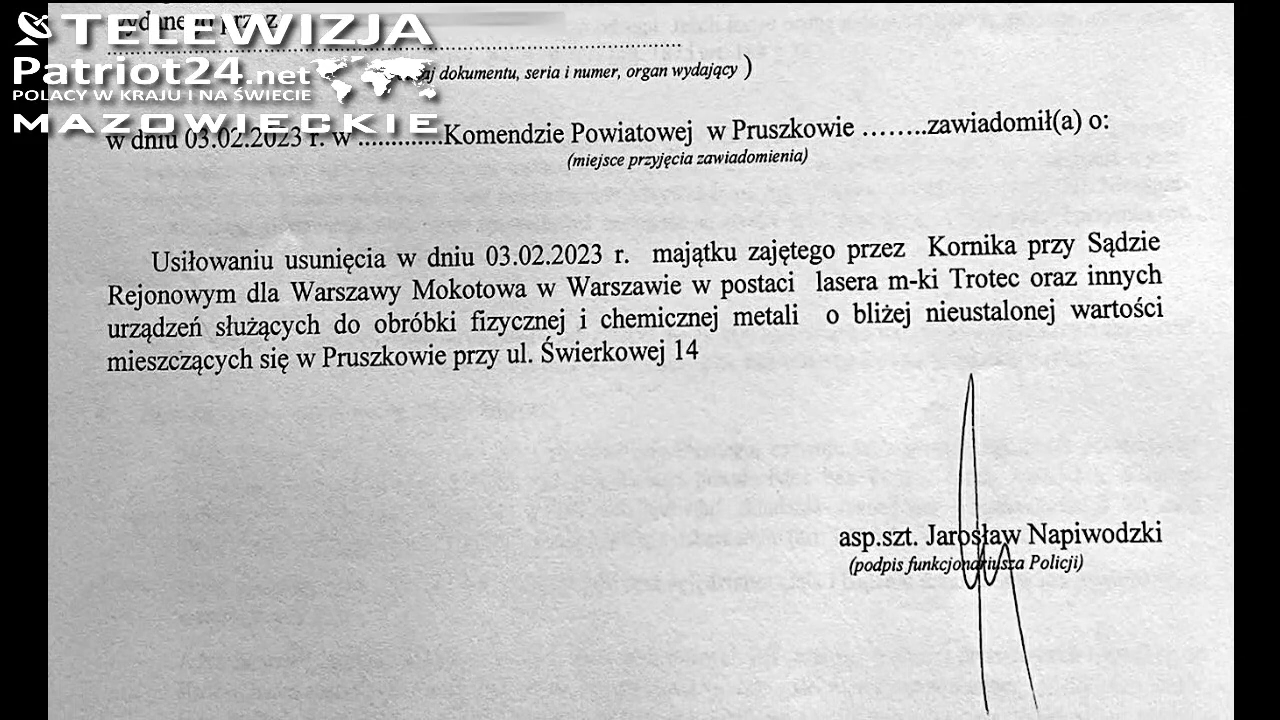 wydanego przez
TELEWIZJA
Patriot24.net
POLACY W KRAJU I NA ŚWIECIE
MAZOWIECKIE
dokumentu, seria i numer, organ wydający )
w dniu 03.02.2023 r. w .............Komendzie Powiatowej w Pruszkowie ……..zawiadomił(a) o:
(miejsce przyjęcia zawiadomienia)
Usiłowaniu usunięcia w dniu 03.02.2023 r. majątku zajętego przez Kornika przy Sądzie
Rejonowym dla Warszawy Mokotowa w Warszawie w postaci lasera m-ki Trotec oraz innych
urządzeń służących do obróbki fizycznej i chemicznej metali o bliżej nieustalonej wartości
mieszczących się w Pruszkowie przy ul. Świerkowej 14
asp.szt. Jarosław Napiwodzki
(podpis funkcjonariusza Policji)